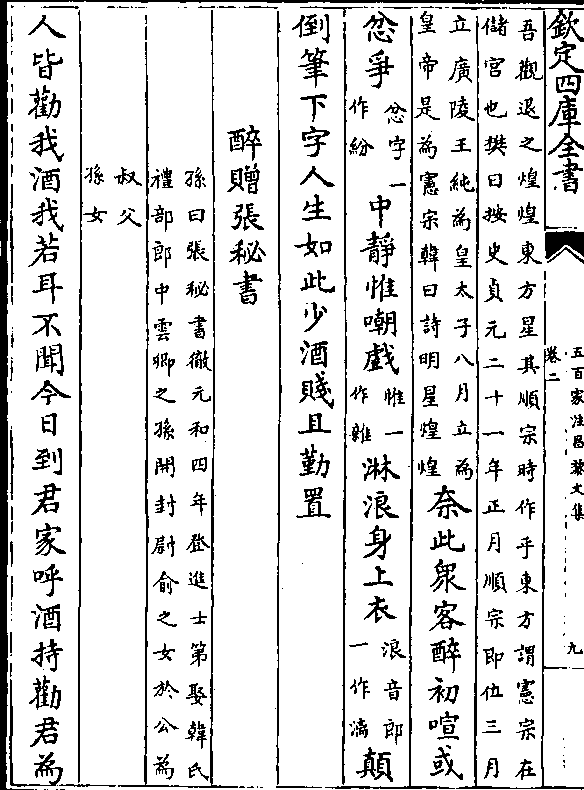 欽定四庫全書
五百家注昌黎文集
卷二
九
吾觀退之煌煌東方星其順宗時作乎東方謂憲宗在
儲宮也樊曰按史貞元二十一年正月順宗即位三月
立廣陵王純為皇太子八月立為
皇帝是為憲宗韓曰詩明星煌煌
奈此衆客醉初喧或
忿爭
忿字一
作紛
中靜惟嘲戲
惟一
作雜
淋浪身上衣
浪音郎
一作漓
顛
倒筆下字人生如此少酒賤且勤置
醉贈張秘書
孫曰張秘書徹元和四年登進士第娶韓氏
禮部郎中雲卿之孫開封尉俞之女於公為
叔父
孫女
人皆勸我酒我若耳不聞今日到君家呼酒持勸君為